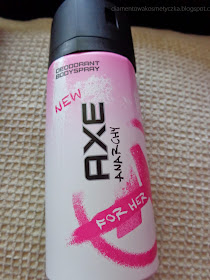 diamentowakosmetyczka.blogspot.com
DEODORANT
BODYSPRAY
NEW
AXE
ANARCHY
FOR HER